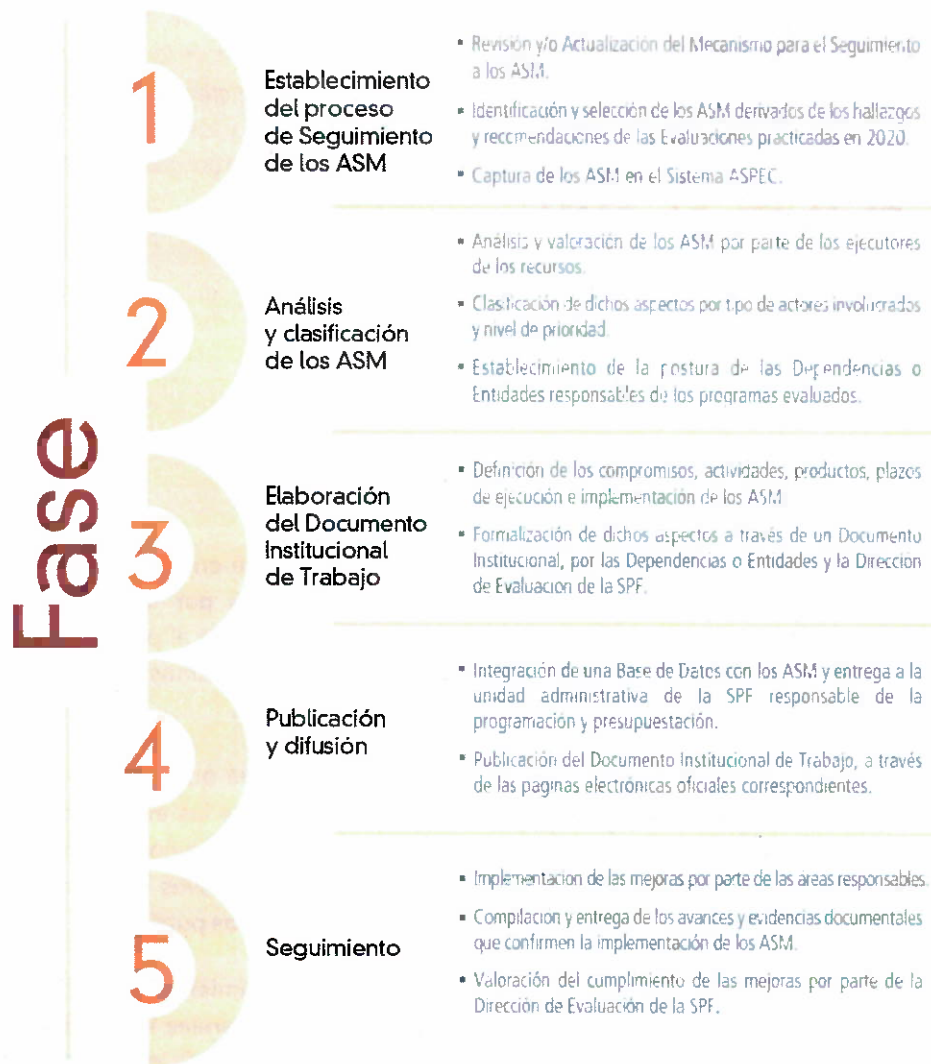 Fase
1
Establecimiento
del proceso
de Seguimiento
de los ASM
▪ Revisión y/o Actualización del Mecanismo para el Seguimiento
a los ASM.
▪ Identificación y selección de los ASM derivados de los hallazgos
y recomendaciones de las Evaluaciones practicadas en 2020.
▪ Captura de los ASM en el Sistema ASPEC.
2
Análisis
y clasificación
de los ASM
▪ Análisis y valoración de los ASM por parte de los ejecutores
de los recursos.
▪ Clasificación de dichos aspectos por tipo de actores involucrados
y nivel de prioridad.
▪ Establecimiento de la postura de las Dependencias o
Entidades responsables de los programas evaluados.
3
Elaboración
del Documento
Institucional
de Trabajo
▪ Definición de los compromisos, actividades, productos, plazos
de ejecución e implementación de los ASM
▪ Formalización de dichos aspectos a través de un Documento
Institucional, por las Dependencias o Entidades y la Dirección
de Evaluación de la SPF.
4
Publicación
y difusión
▪ Integración de una Base de Datos con los ASM y entrega a la
unidad administrativa de la SPF responsable de la
programación y presupuestación.
▪ Publicación del Documento Institucional de Trabajo, a través
de las paginas electrónicas oficiales correspondientes.
5
Seguimiento
▪ Implementacion de las mejoras por parte de las áreas responsables.
▪ Compilacion y entrega de los avances y evidencias documentales
que confirmen la implementación de los ASM.
▪ Valoración del cumplimiento de las mejoras por parte de la
Dirección de Evaluación de la SPF.